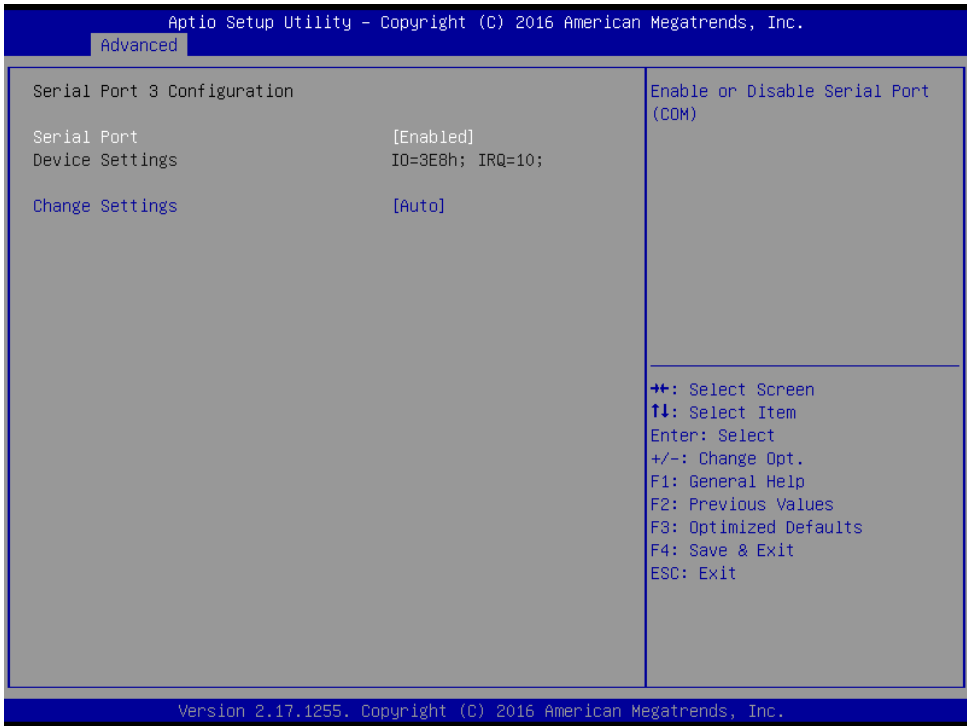 Aptio Setup Utility – Copyright (C) 2016 American Megatrends, Inc.
Advanced
Serial Port 3 Configuration
Serial Port [Enabled]
Device Settings IO=3E8h; IRQ=10;
Change Settings [Auto]
Enable or Disable Serial Port
(COM)
→←: Select Screen
↑↓: Select Item
Enter: Select
+/-: Change Opt.
F1: General Help
F2: Previous Values
F3: Optimized Defaults
F4: Save & Exit
ESC: Exit
Version 2.17.1255. Copyright (C) 2016 American Megatrends, Inc.